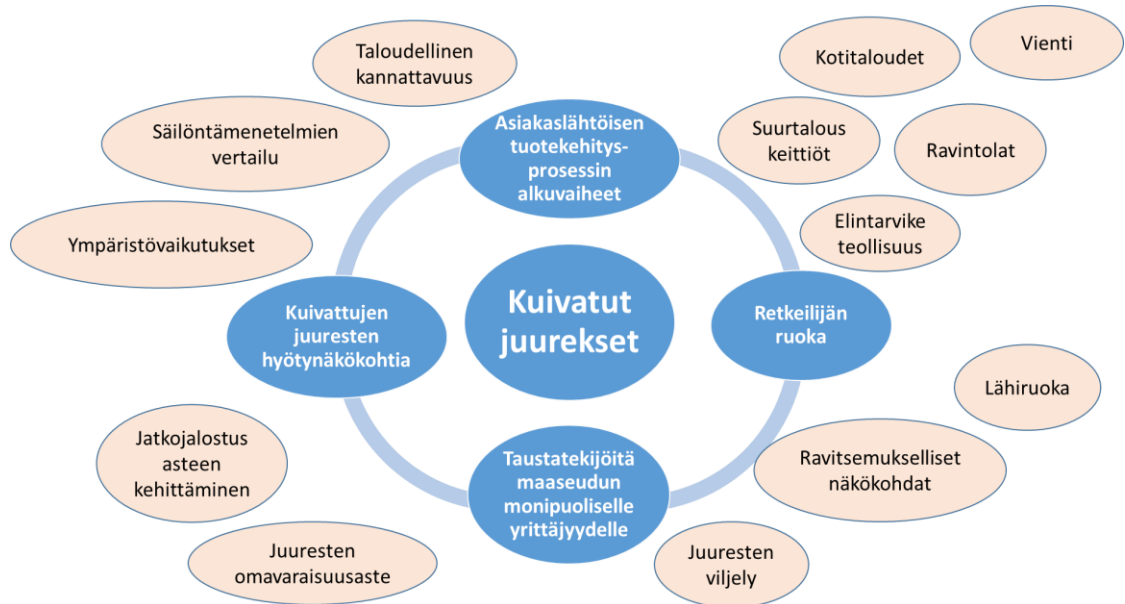 Taloudellinen
kannattavuus
Kotitaloudet
Vienti
Säilöntämenetelmien
vertailu
Asiakaslähtöisen
tuotekehitys-
prosessin
alkuvaiheet
Suurtalous
keittiöt
Ravintolat
Ympäristövaikutukset
Elintarvike
teollisuus
Kuivattujen
juuresten
hyötynäkökohtia
Kuivatut
juurekset
Retkeilijän
ruoka
Lähiruoka
Jatkojalostus
asteen
kehittäminen
Taustatekijöitä
maaseudun
monipuoliselle
yrittäjyydelle
Ravitsemukselliset
näkökohdat
Juuresten
omavaraisuusaste
Juuresten
viljely